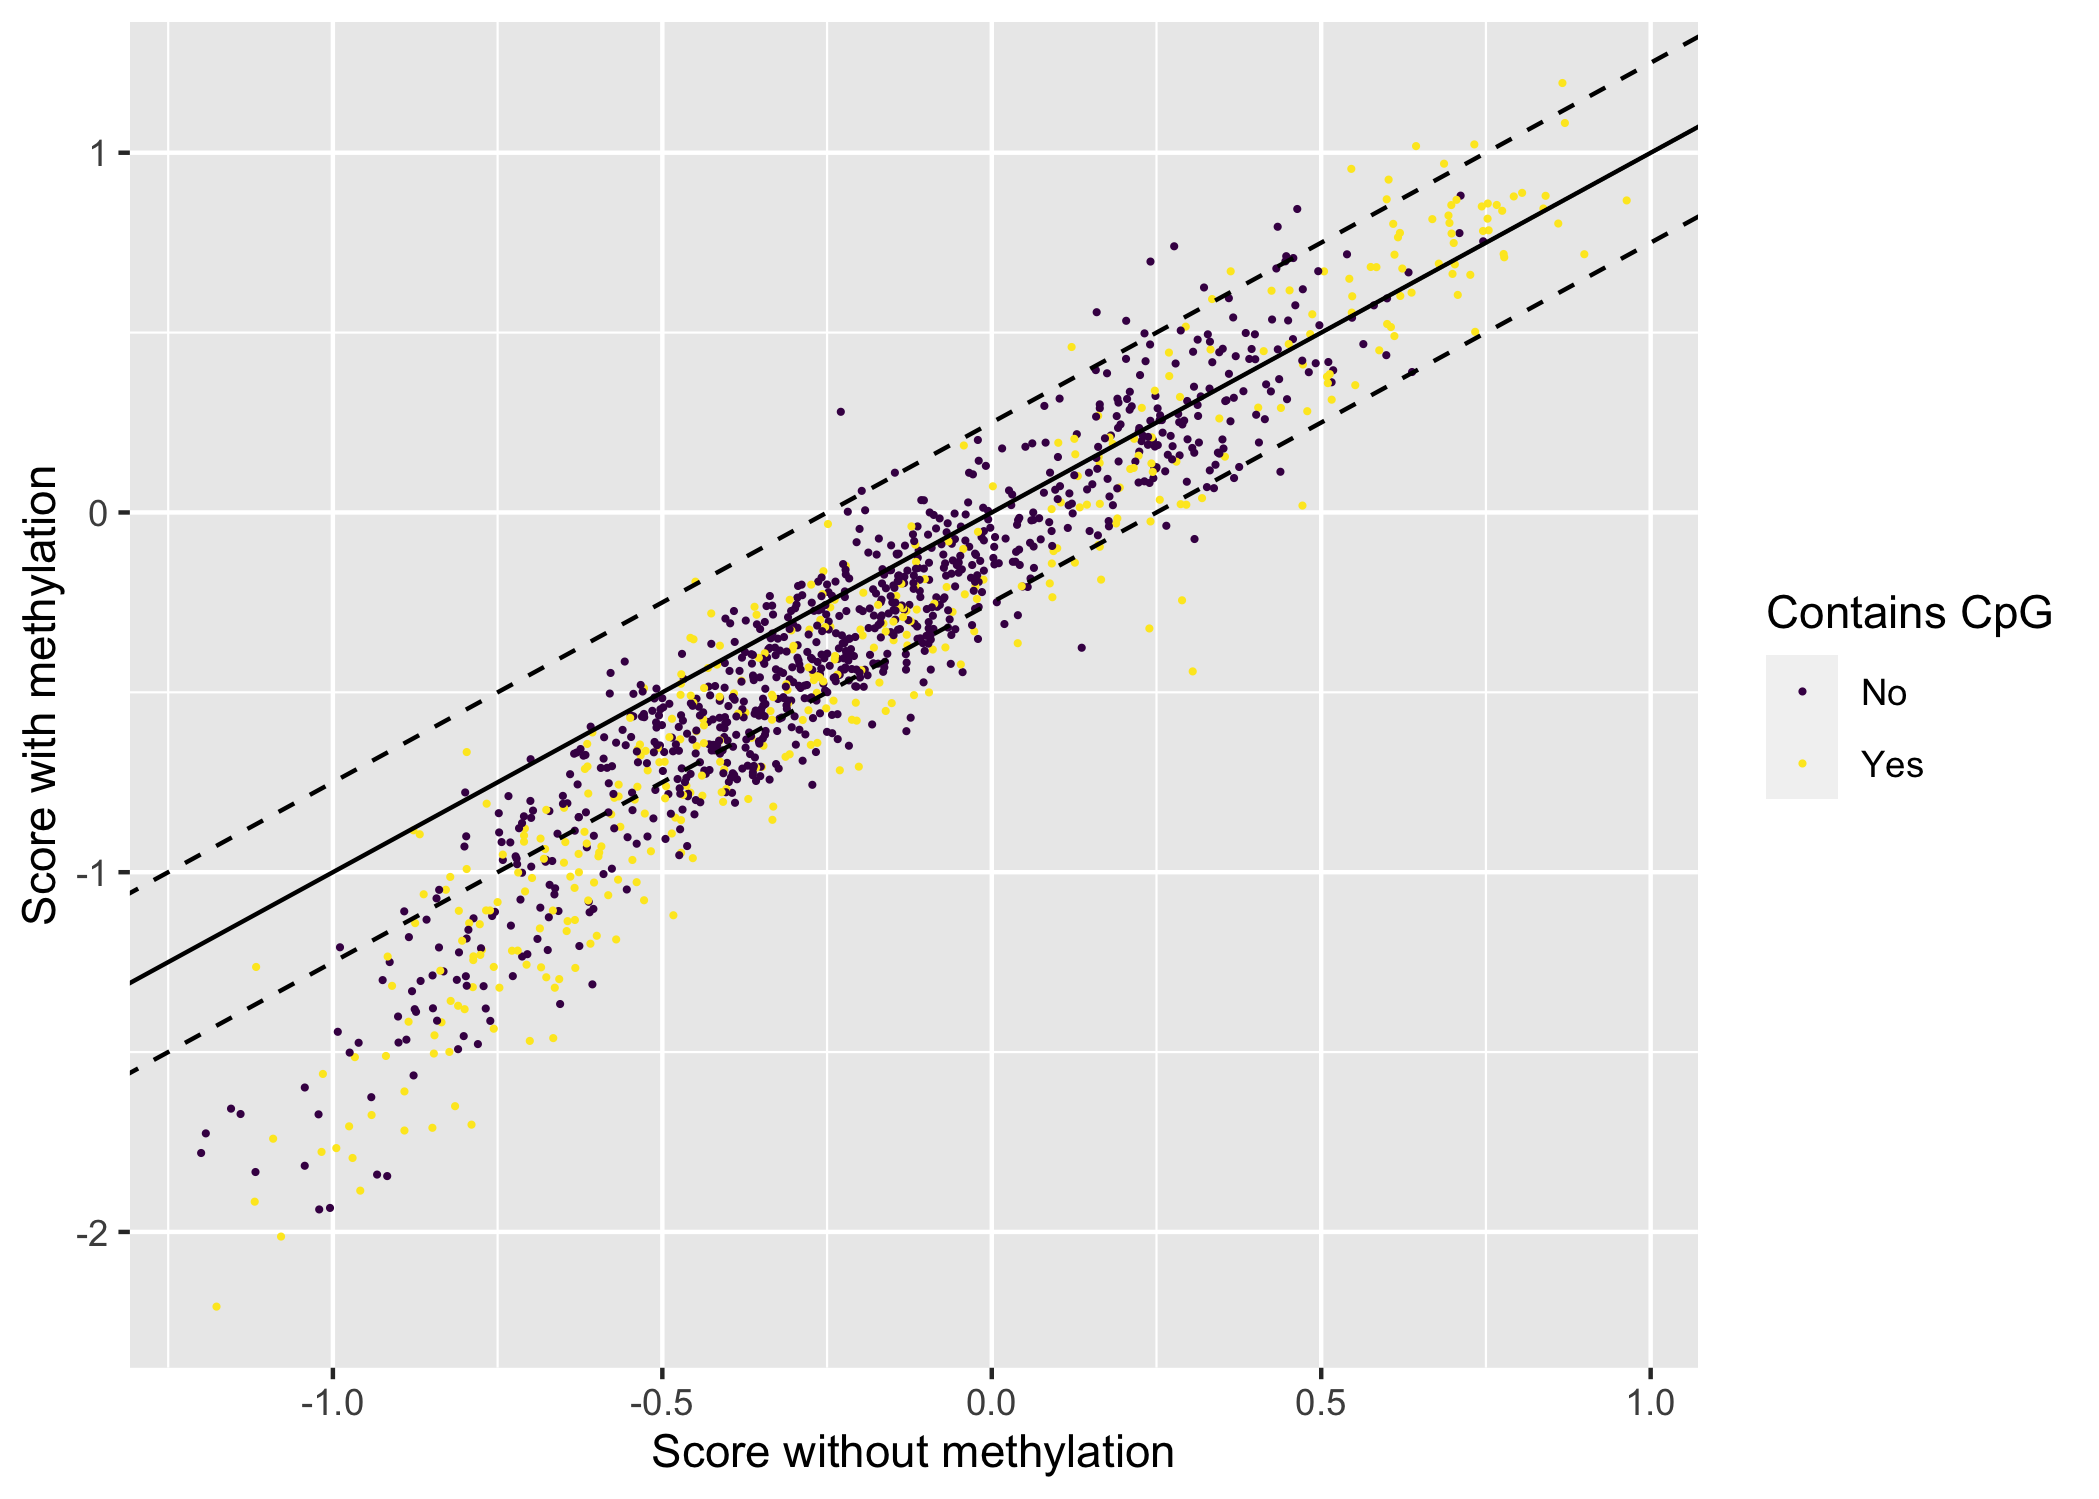 Score with methylation
1
0
-1
-2
-1.0
-0.5
0.0
0.5
1.0
Score without methylation
Contains CpG
No
Yes